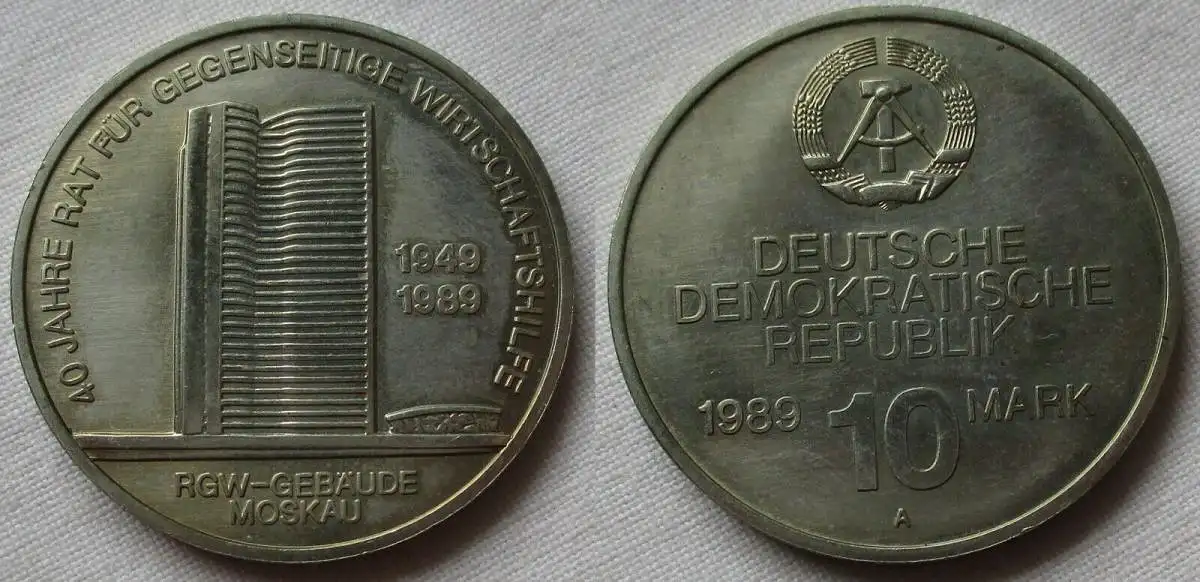 40 JAHRE RAT FÜR GEGENSEITIGE WIRTSCHAFTSHILFE
1949
1989
RGW-GEBÄUDE
MOSKAU
DEUTSCHE
DEMOKRATISCHE
REPUBLIK
1989 10 MARK
A